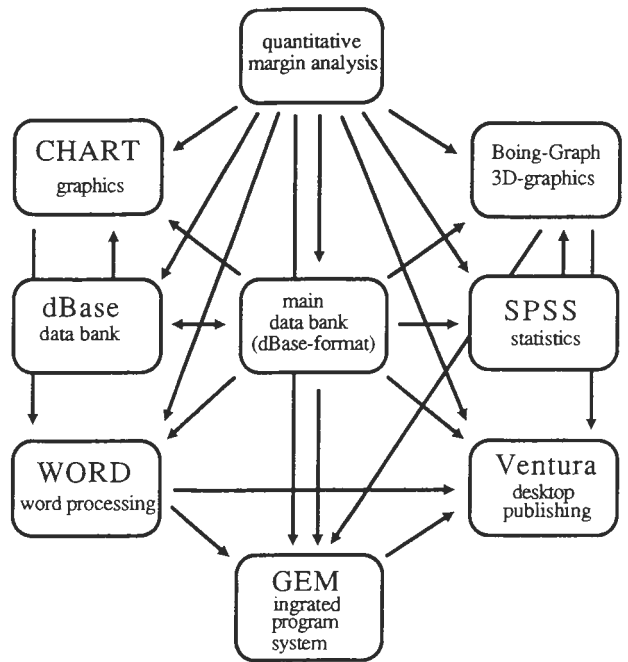 quantitative
margin analysis
CHART
graphics
Boing-Graph
3D-graphics
dBase
data bank
main
data bank
(dBase-format)
SPSS
statistics
WORD
word processing
Ventura
desktop
publishing
GEM
ingrated
program
system